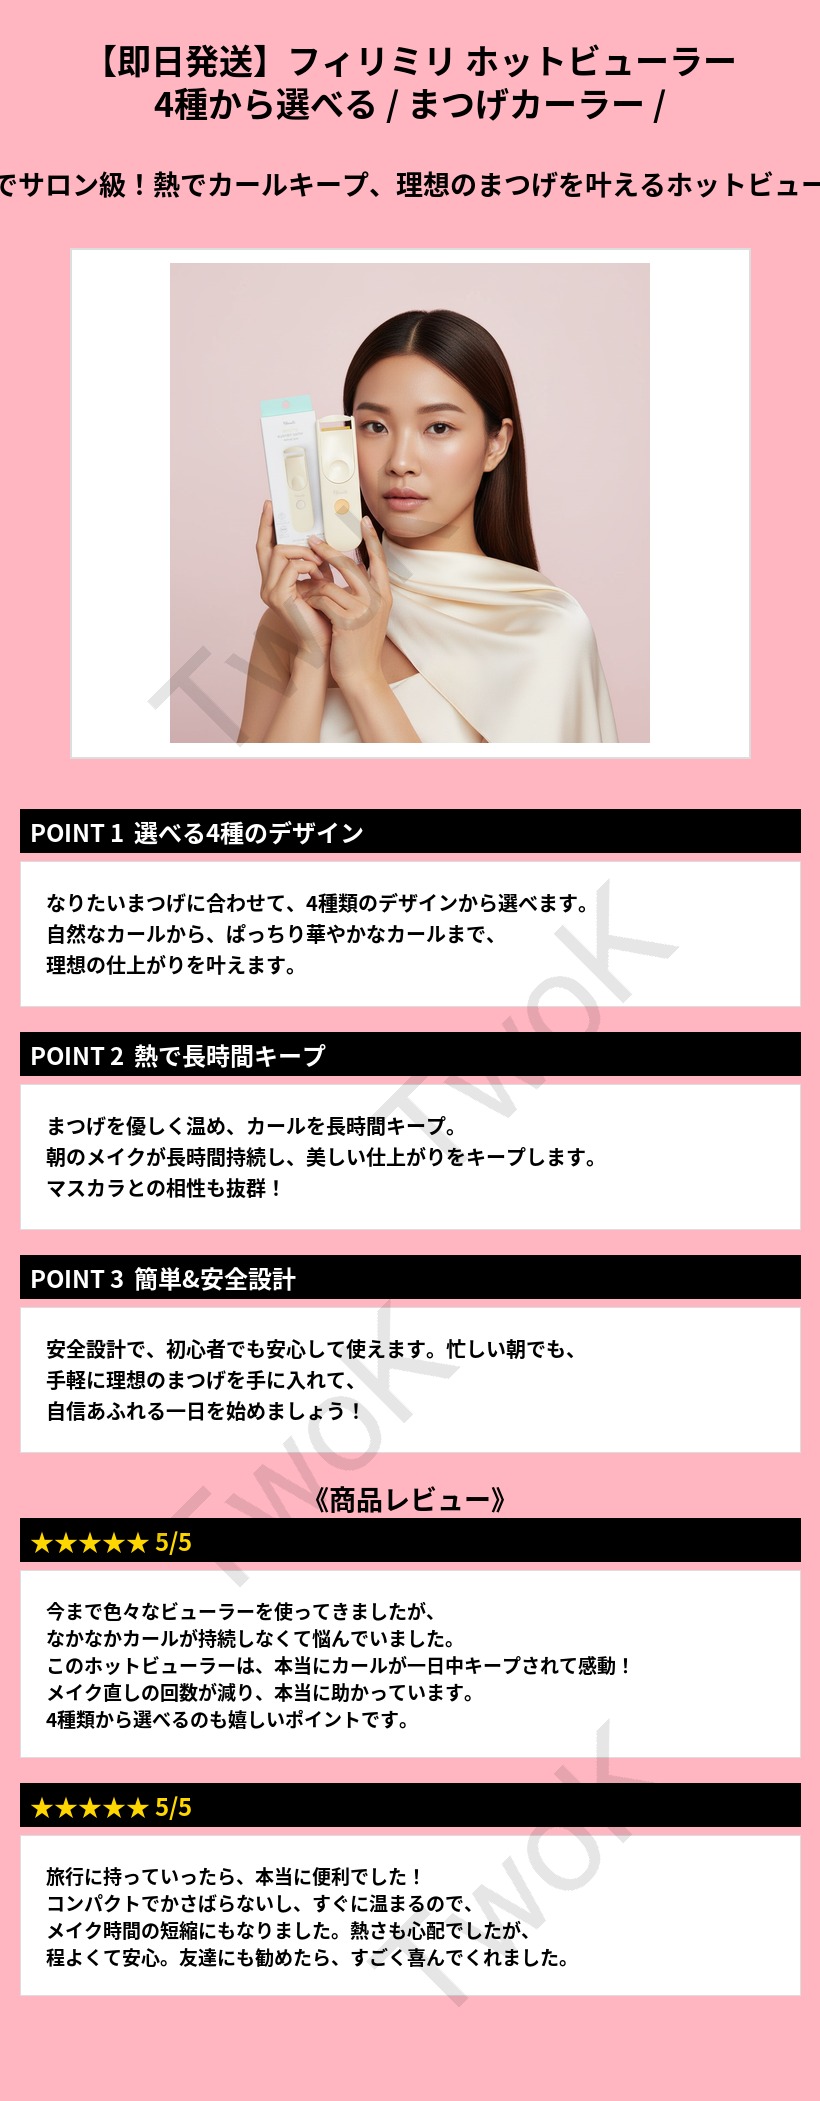 【即日発送】フィリミリ ホットビューラー
4種から選べる / まつげカーラー /
でサロン級！熱でカールキープ、理想のまつげを叶えるホットビュー
POINT 1 選べる4種のデザイン
なりたいまつげに合わせて、4種類のデザインから選べます。
自然なカールから、ぱっちり華やかなカールまで、
理想の仕上がりを叶えます。
POINT 2 熱で長時間キープ
まつげを優しく温め、カールを長時間キープ。
朝のメイクが長時間持続し、美しい仕上がりをキープします。
マスカラとの相性も抜群！
POINT 3 簡単&安全設計
安全設計で、初心者でも安心して使えます。忙しい朝でも、
手軽に理想のまつげを手に入れて、
自信あふれる一日を始めましょう！
《商品レビュー》
★★★★★ 5/5
今まで色々なビューラーを使ってきましたが、
なかなかカールが持続しなくて悩んでいました。
このホットビューラーは、本当にカールが一日中キープされて感動！
メイク直しの回数が減り、本当に助かっています。
4種類から選べるのも嬉しいポイントです。
★★★★★ 5/5
旅行に持っていったら、本当に便利でした！
コンパクトでかさばらないし、すぐに温まるので、
メイク時間の短縮にもなりました。熱さも心配でしたが、
程よくて安心。友達にも勧めたら、すごく喜んでくれました。
TwoK
TwoK
TwoK